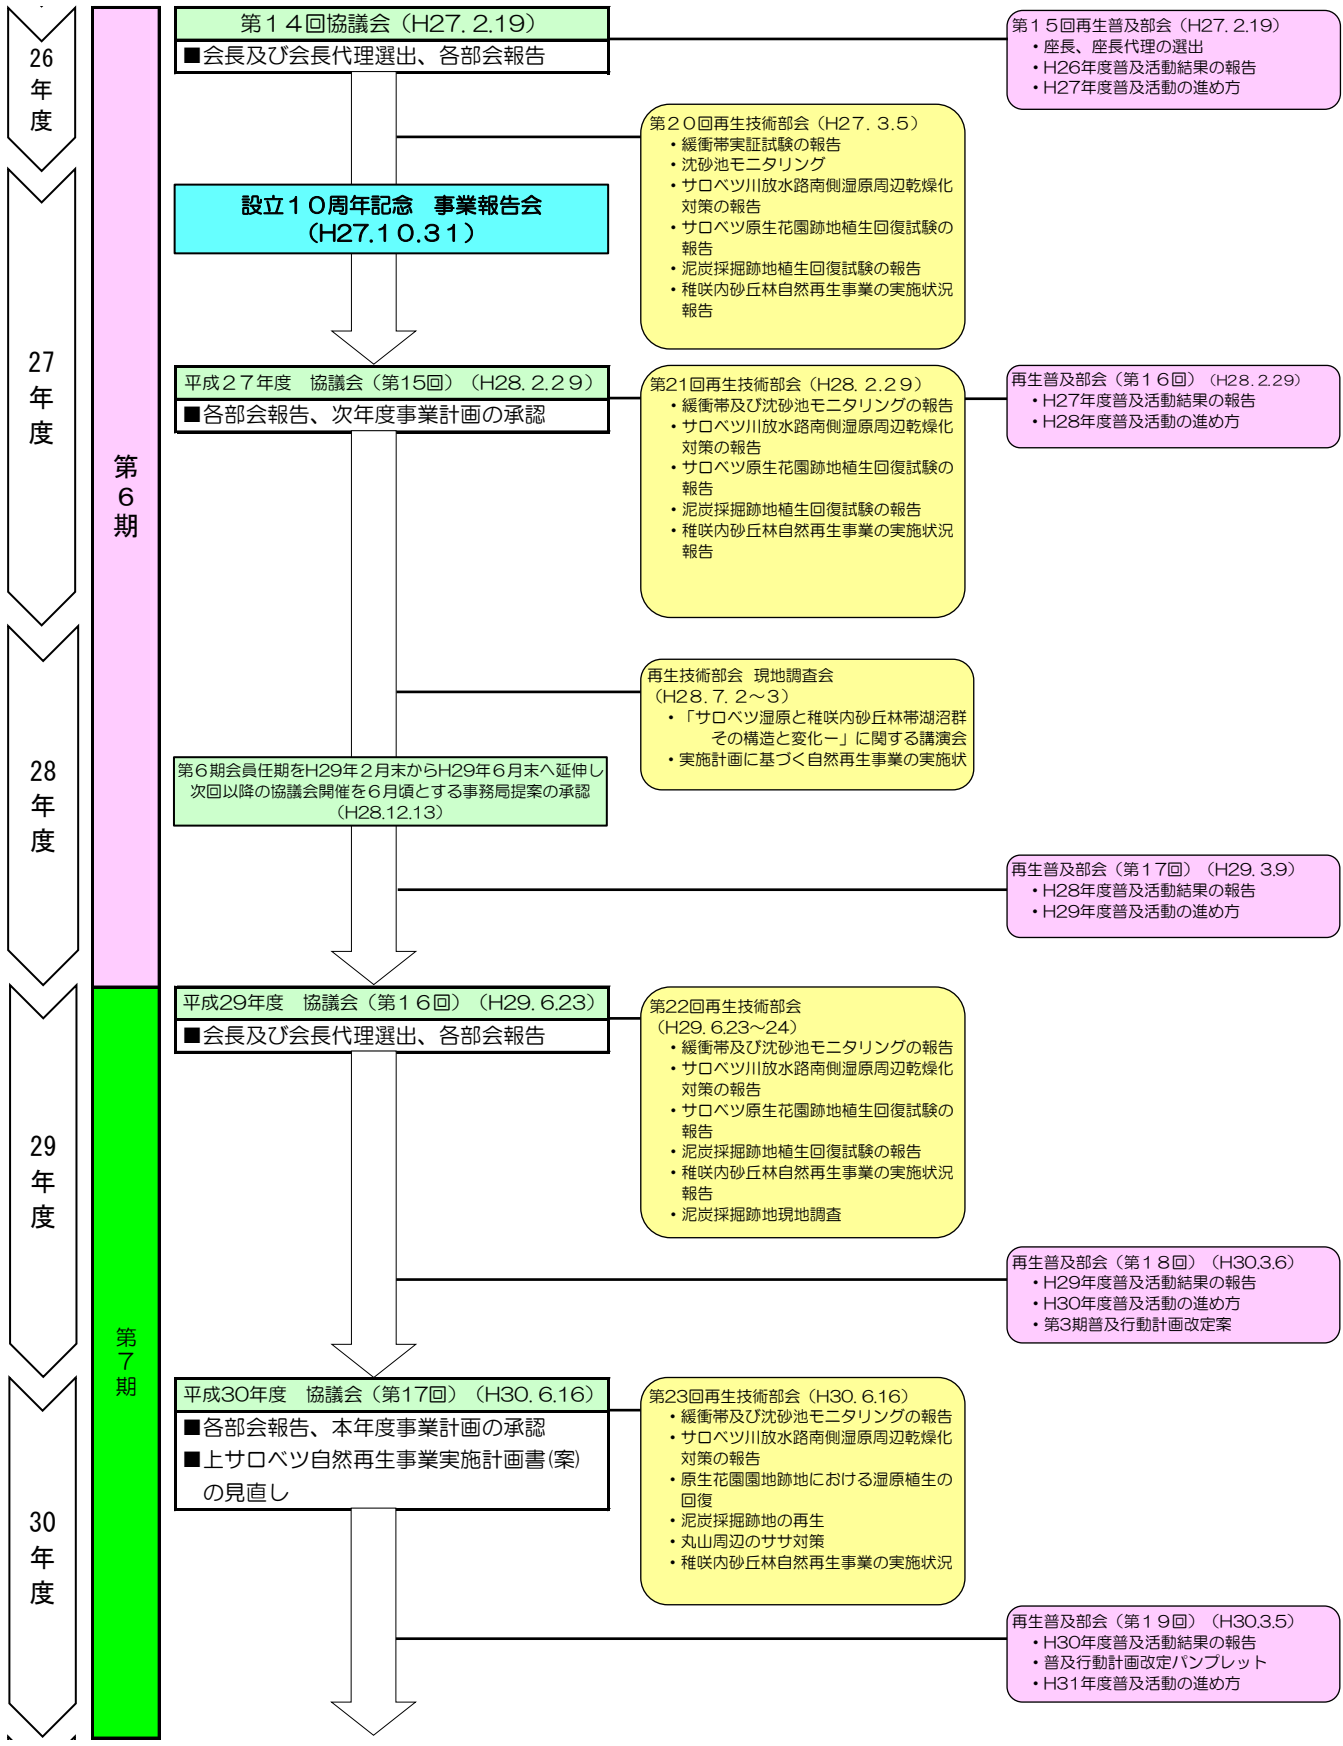 26
年
度
27
年
度
28
年
度
29
年
度
30
年
度
第
6
期
第
7
期
第14回協議会（H27.2.19）
■会長及び会長代理選出、各部会報告
第15回再生普及部会（H27.2.19）
・座長、座長代理の選出
・H26年度普及活動結果の報告
・H27年度普及活動の進め方
第20回再生技術部会（H27.3.5）
・緩衝帯実証試験の報告
・沈砂池モニタリング
・サロベツ川放水路南側湿原周辺乾燥化
対策の報告
・サロベツ原生花園跡地植生回復試験の
報告
・泥炭採掘跡地植生回復試験の報告
・稚咲内砂丘林自然再生事業の実施状況
報告
設立10周年記念　事業報告会
（H27.10.31）
平成27年度　協議会（第15回）（H28.2.29）
■各部会報告、次年度事業計画の承認
第21回再生技術部会（H28.2.29）
・緩衝帯及び沈砂池モニタリングの報告
・サロベツ川放水路南側湿原周辺乾燥化
対策の報告
・サロベツ原生花園跡地植生回復試験の
報告
・泥炭採掘跡地植生回復試験の報告
・稚咲内砂丘林自然再生事業の実施状況
報告
再生普及部会（第16回）（H28.2.29）
・H27年度普及活動結果の報告
・H28年度普及活動の進め方
再生技術部会 現地調査会
（H28.7.2～3）
・「サロベツ湿原と稚咲内砂丘林帯湖沼群
その構造と変化ー」に関する講演会
・実施計画に基づく自然再生事業の実施状
第6期会員任期をH29年2月末からH29年6月末へ延伸し
次回以降の協議会開催を6月頃とする事務局提案の承認
（H28.12.13）
再生普及部会（第17回）（H29.3.9）
・H28年度普及活動結果の報告
・H29年度普及活動の進め方
平成29年度　協議会（第16回）（H29.6.23）
■会長及び会長代理選出、各部会報告
第22回再生技術部会
（H29.6.23～24）
・緩衝帯及び沈砂池モニタリングの報告
・サロベツ川放水路南側湿原周辺乾燥化
対策の報告
・サロベツ原生花園跡地植生回復試験の
報告
・泥炭採掘跡地植生回復試験の報告
・稚咲内砂丘林自然再生事業の実施状況
報告
・泥炭採掘跡地現地調査
再生普及部会（第18回）（H30.3.6）
・H29年度普及活動結果の報告
・H30年度普及活動の進め方
・第3期普及行動計画改定案
平成30年度　協議会（第17回）（H30.6.16）
■各部会報告、本年度事業計画の承認
■上サロベツ自然再生事業実施計画書(案)
の見直し
第23回再生技術部会（H30.6.16）
・緩衝帯及び沈砂池モニタリングの報告
・サロベツ川放水路南側湿原周辺乾燥化
対策の報告
・原生花園園地跡地における湿原植生の
回復
・泥炭採掘跡地の再生
・丸山周辺のササ対策
・稚咲内砂丘林自然再生事業の実施状況
再生普及部会（第19回）（H30.3.5）
・H30年度普及活動結果の報告
・普及行動計画改定パンプレット
・H31年度普及活動の進め方